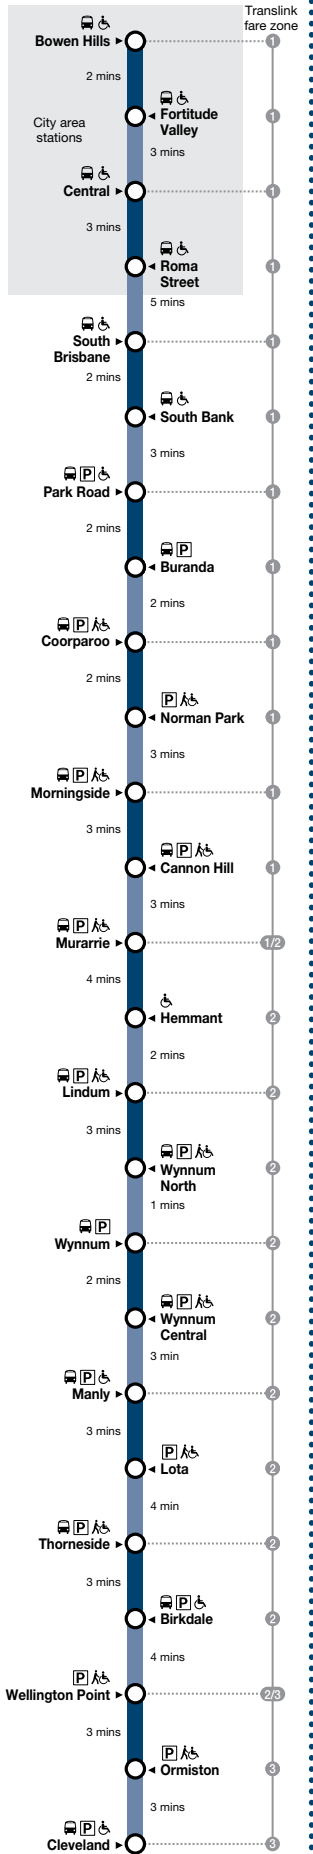 Translink
fare zone
Bowen Hills
1
2 mins
City area
stations
P
Fortitude
Valley
1
3 mins
Central
1
3 mins
Roma
Street
1
5 mins
South
Brisbane
1
2 mins
South Bank
1
3 mins
P
Park Road
1
2 mins
P
Buranda
1
2 mins
P
Coorparoo
1
2 mins
P
Norman Park
1
3 mins
P
Morningside
1
3 mins
P
Cannon Hill
1
3 mins
P
Murarrie
1/2
4 mins
Hemmant
2
2 mins
P
Lindum
2
3 mins
P
Wynnum
North
2
1 mins
P
Wynnum
2
2 mins
P
Wynnum
Central
2
3 min
P
Manly
2
3 mins
P
Lota
2
4 min
P
Thorneside
2
3 mins
P
Birkdale
2
4 mins
P
Wellington Point
2/3
3 mins
P
Ormiston
3
3 mins
P
Cleveland
3